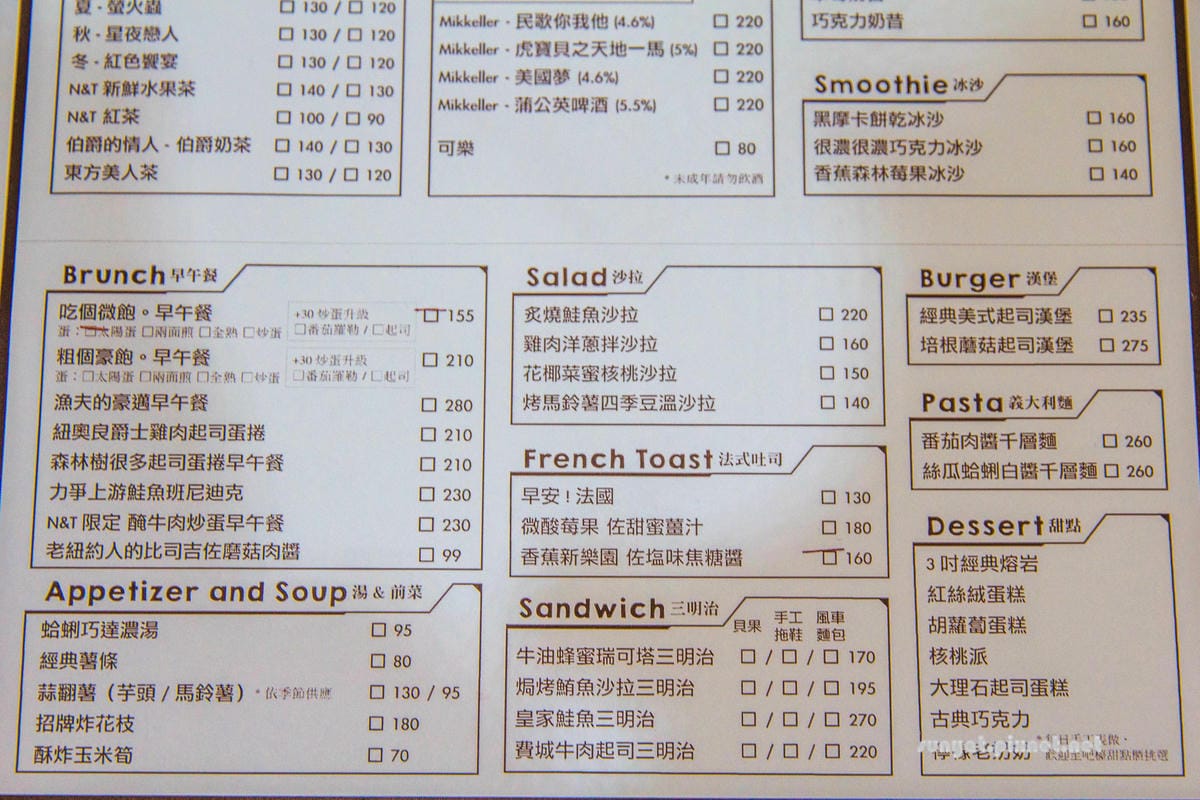 夏 - 螢火蟲 □ 130 / □ 120
秋 - 星夜戀人 □ 130 / □ 120
冬 - 紅色饗宴 □ 130 / □ 120
N&T 新鮮水果茶 □ 140 / □ 130
N&T 紅茶 □ 100 / □ 90
伯爵的情人 - 伯爵奶茶 □ 140 / □ 130
東方美人茶 □ 130 / □ 120
Mikkeller - 民歌你我他 (4.6%) □ 220
Mikkeller - 虎寶貝之天地一馬 (5%) □ 220
Mikkeller - 美國夢 (4.6%) □ 220
Mikkeller - 蒲公英啤酒 (5.5%) □ 220
可樂 □ 80
* 未成年請勿飲酒
巧克力奶昔 □ 160
Smoothie 冰沙
黑摩卡餅乾冰沙 □ 160
很濃很濃巧克力冰沙 □ 160
香蕉森林莓果冰沙 □ 140
Brunch 早午餐
吃個微飽。早午餐 □ 155
蛋：□太陽蛋 □兩面煎 □全熟 □炒蛋
+30 炒蛋升級
□番茄羅勒 / □起司
粗個豪飽。早午餐 □ 210
蛋：□太陽蛋 □兩面煎 □全熟 □炒蛋
+30 炒蛋升級
□番茄羅勒 / □起司
漁夫的豪邁早午餐 □ 280
紐奧良爵士雞肉起司蛋捲 □ 210
森林樹很多起司蛋捲早午餐 □ 210
力爭上游鮭魚班尼迪克 □ 230
N&T 限定 醃牛肉炒蛋早午餐 □ 230
老紐約人的比司吉佐磨菇肉醬 □ 99
Appetizer and Soup 湯 & 前菜
蛤蜊巧達濃湯 □ 95
經典薯條 □ 80
蒜翻薯（芋頭 / 馬鈴薯）* 依季節供應 □ 130 / 95
招牌炸花枝 □ 180
酥炸玉米筍 □ 70
Salad 沙拉
炙燒鮭魚沙拉 □ 220
雞肉洋蔥拌沙拉 □ 160
花椰菜蜜核桃沙拉 □ 150
烤馬鈴薯四季豆溫沙拉 □ 140
French Toast 法式吐司
早安 ! 法國 □ 130
微酸莓果 佐甜蜜薑汁 □ 180
香蕉新樂園 佐塩味焦糖醬 □ 160
Sandwich 三明治
貝果 手工拖鞋 風車麵包
牛油蜂蜜瑞可塔三明治 □ / □ / □ 170
焗烤鮪魚沙拉三明治 □ / □ / □ 195
皇家鮭魚三明治 □ / □ / □ 270
費城牛肉起司三明治 □ / □ / □ 220
Burger 漢堡
經典美式起司漢堡 □ 235
培根蘑菇起司漢堡 □ 275
Pasta 義大利麵
番茄肉醬千層麵 □ 260
絲瓜蛤蜊白醬千層麵 □ 260
Dessert 甜點
3 吋經典熔岩
紅絲絨蛋糕
胡蘿蔔蛋糕
核桃派
大理石起司蛋糕
古典巧克力